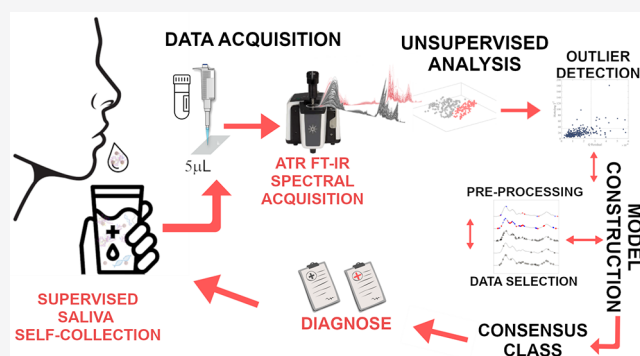 DATA ACQUISITION
5µL
ATR FT-IR
SPECTRAL
ACQUISITION
UNSUPERVISED
ANALYSIS
OUTLIER
DETECTION
MODEL
CONSTRUCTION
PRE-PROCESSING
DATA SELECTION
CONSENSUS
CLASS
DIAGNOSE
SUPERVISED
SALIVA
SELF-COLLECTION